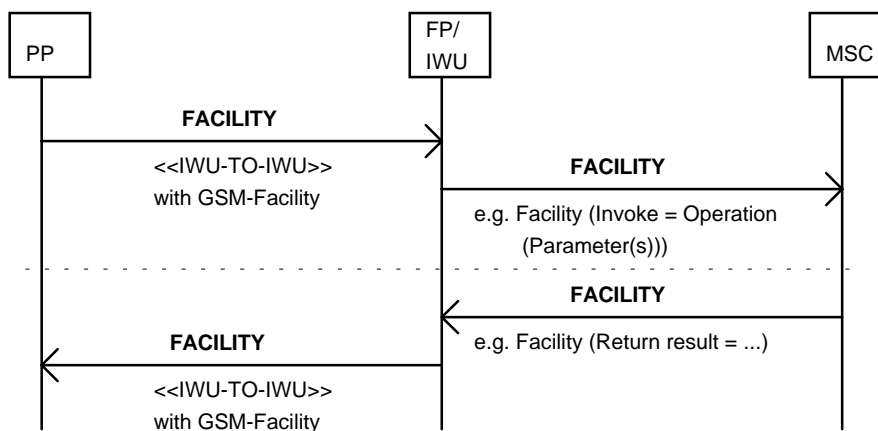 PP
FP/
IWU
MSC
FACILITY
<<IWU-TO-IWU>>
with GSM-Facility
FACILITY
e.g. Facility (Invoke = Operation
(Parameter(s)))
FACILITY
e.g. Facility (Return result = ...)
FACILITY
<<IWU-TO-IWU>>
with GSM-Facility